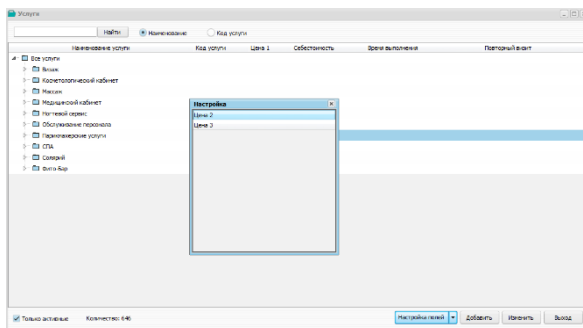 Услуги
Найти Наименование Код услуги
Наименование услуги Код услуги Цена 1 Себестоимость Время выполнения Повторный визит
Все услуги
Визаж
Косметологический кабинет
Массаж
Медицинский кабинет
Ногтевой сервис
Обслуживание персонала
Парикмахерские услуги
СПА
Солярий
Фито-Бар
Настройка
Цена 2
Цена 3
Только активные Количество: 646 Настройка полей Добавить Изменить Выход